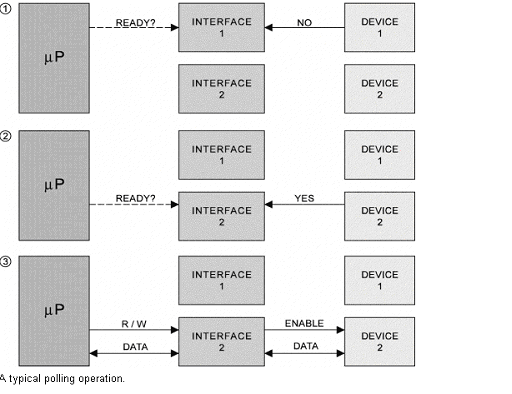 ①
μP
READY?
INTERFACE
1
NO
DEVICE
1
INTERFACE
2
DEVICE
2
②
μP
INTERFACE
1
DEVICE
1
READY?
INTERFACE
2
YES
DEVICE
2
③
μP
INTERFACE
1
DEVICE
1
R / W
DATA
INTERFACE
2
ENABLE
DATA
DEVICE
2
A typical polling operation.